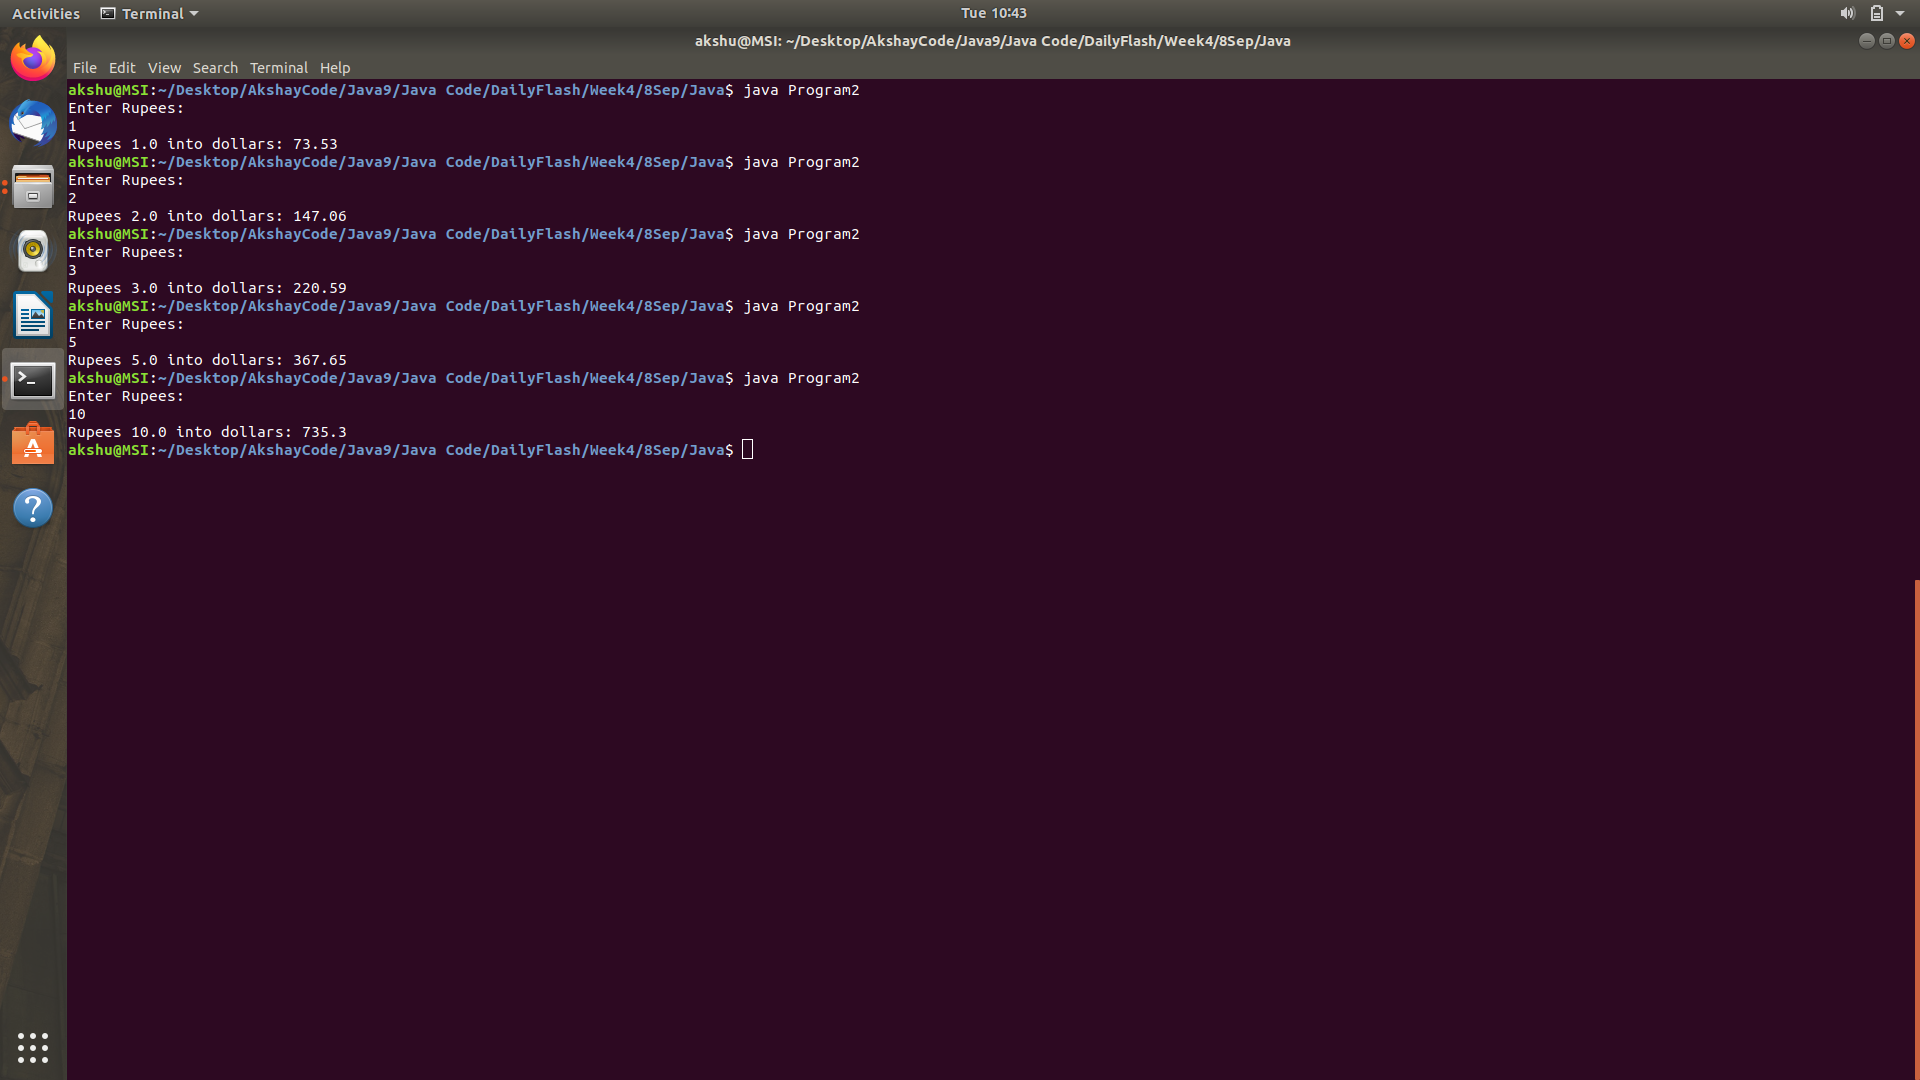 Activities Terminal Tue 10:43
akshu@MSI: ~/Desktop/AkshayCode/Java9/Java Code/DailyFlash/Week4/8Sep/Java
File Edit View Search Terminal Help
akshu@MSI:~/Desktop/AkshayCode/Java9/Java Code/DailyFlash/Week4/8Sep/Java$ java Program2
Enter Rupees:
1
Rupees 1.0 into dollars: 73.53
akshu@MSI:~/Desktop/AkshayCode/Java9/Java Code/DailyFlash/Week4/8Sep/Java$ java Program2
Enter Rupees:
2
Rupees 2.0 into dollars: 147.06
akshu@MSI:~/Desktop/AkshayCode/Java9/Java Code/DailyFlash/Week4/8Sep/Java$ java Program2
Enter Rupees:
3
Rupees 3.0 into dollars: 220.59
akshu@MSI:~/Desktop/AkshayCode/Java9/Java Code/DailyFlash/Week4/8Sep/Java$ java Program2
Enter Rupees:
5
Rupees 5.0 into dollars: 367.65
akshu@MSI:~/Desktop/AkshayCode/Java9/Java Code/DailyFlash/Week4/8Sep/Java$ java Program2
Enter Rupees:
10
Rupees 10.0 into dollars: 735.3
akshu@MSI:~/Desktop/AkshayCode/Java9/Java Code/DailyFlash/Week4/8Sep/Java$